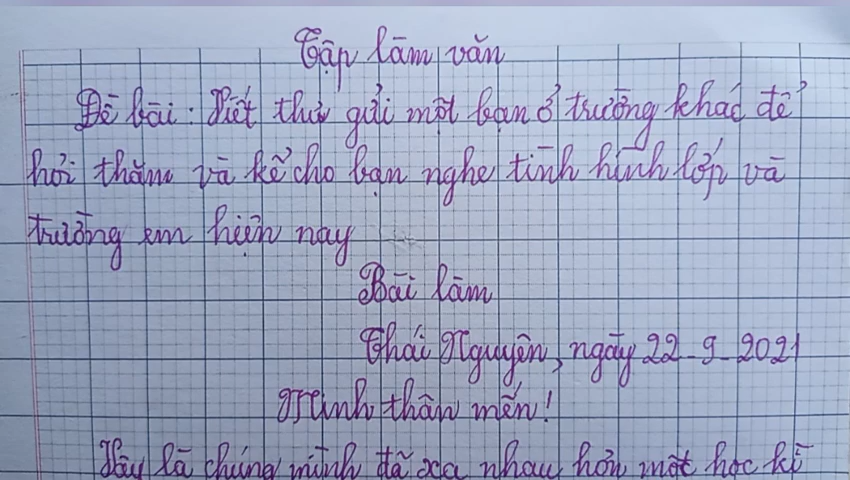 Tập làm văn
Đề bài: Viết thư gửi một bạn ở trường khác để
hỏi thăm và kể cho bạn nghe tình hình lớp và
trường em hiện nay
Bài làm
Thái Nguyên, ngày 22-9-2021
thân mến!
Vậy là chúng mình đã xa nhau hơn một học kì